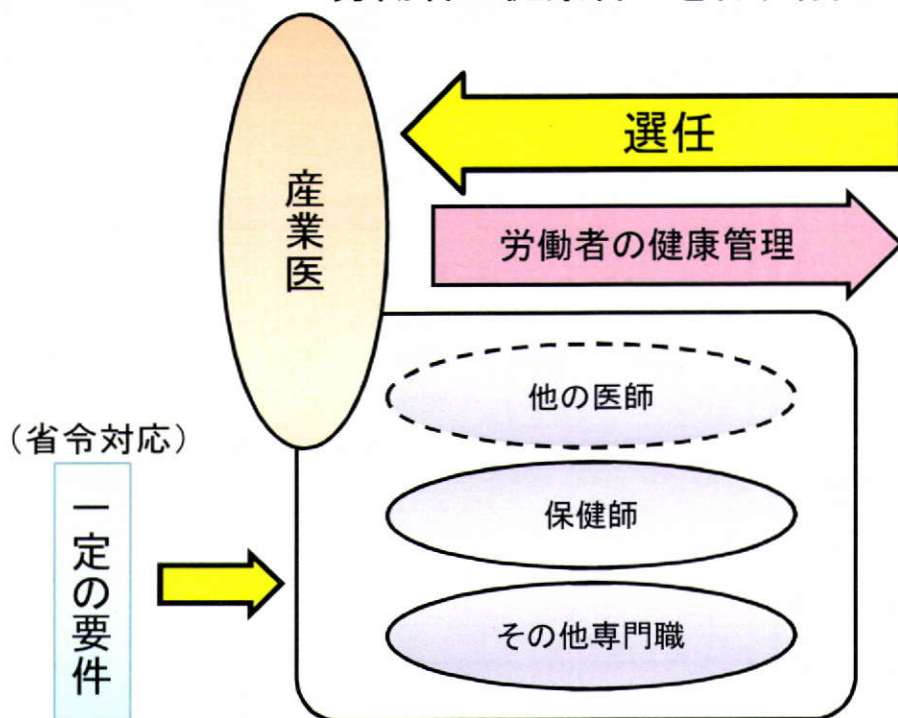 選任
産業医
労働者の健康管理
他の医師
(省令対応)
保健師
一定の要件
その他専門職